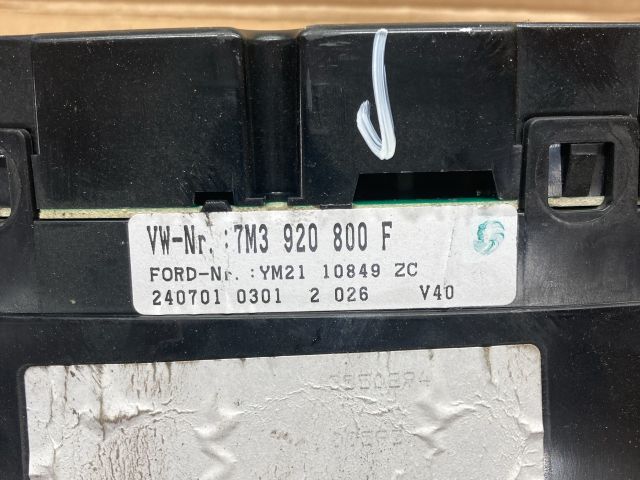 VW-Nr.:7M3 920 800 F
FORD-Nr.:YM21 10849 ZC
240701 0301 2 026 V40